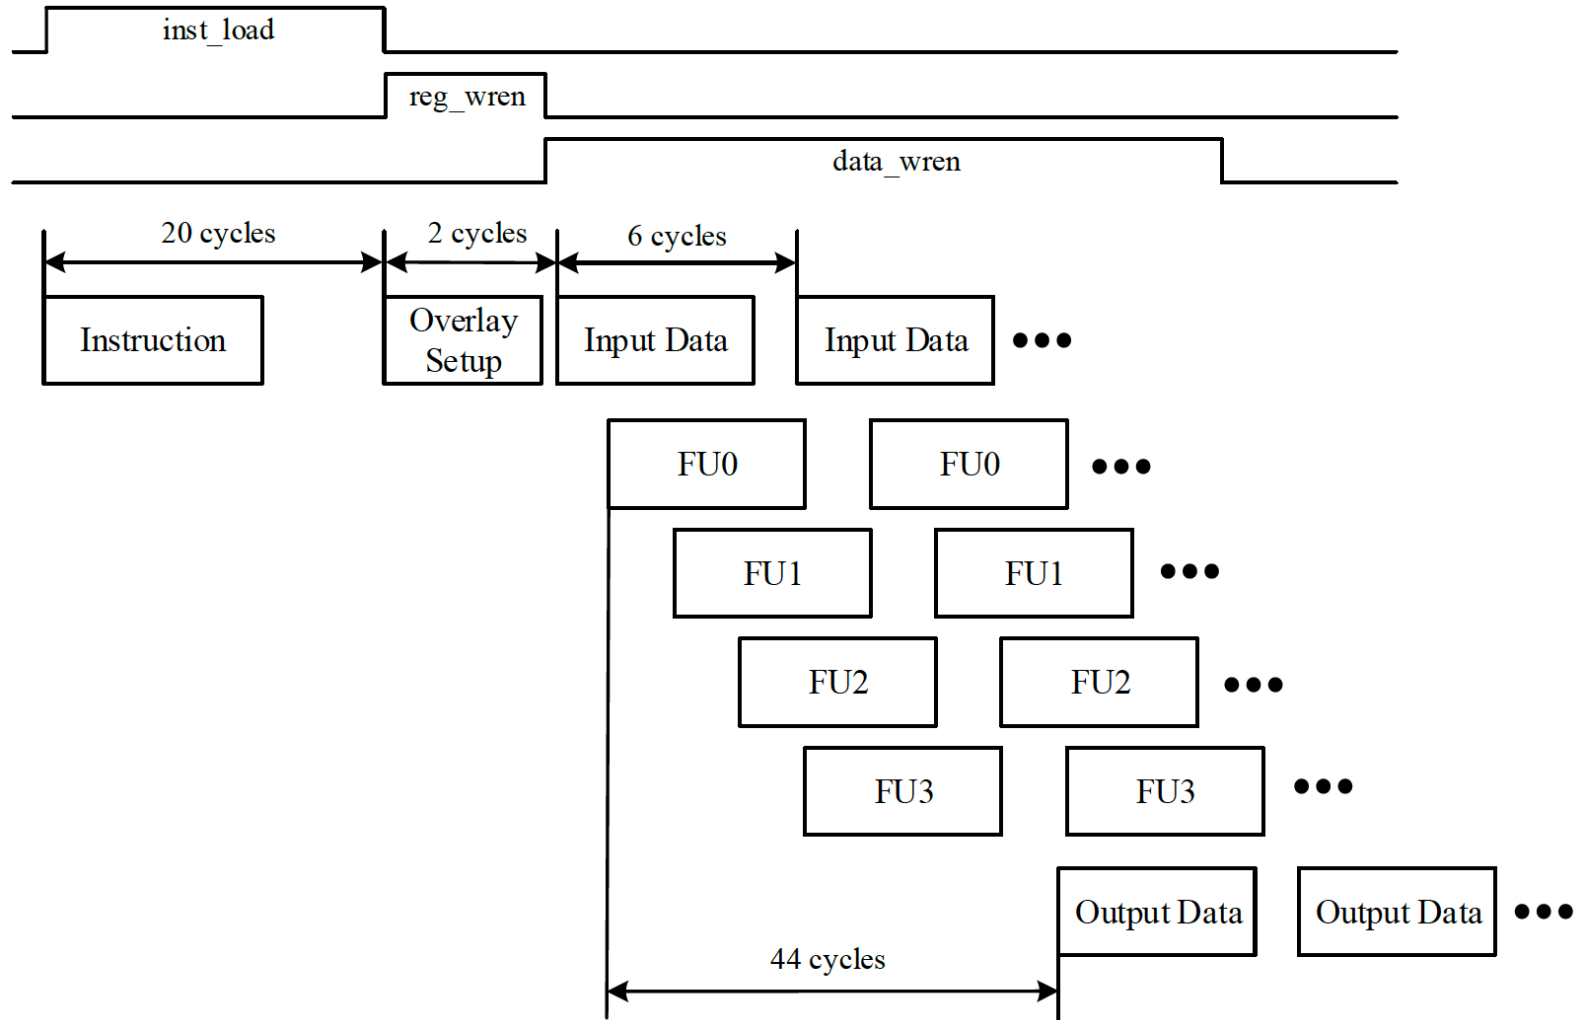 inst_load
reg_wren
data_wren
20 cycles
2 cycles
6 cycles
Instruction
Overlay
Setup
Input Data
Input Data
FU0
FU0
FU1
FU1
FU2
FU2
FU3
FU3
Output Data
Output Data
44 cycles